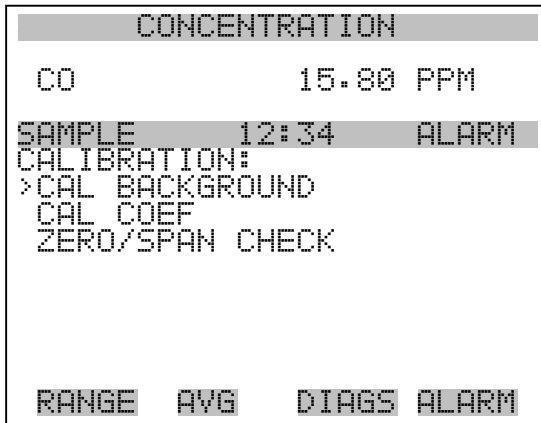 CONCENTRATION
CO 15.80 PPM
SAMPLE 12:34 ALARM
CALIBRATION:
>CAL BACKGROUND
CAL COEF
ZERO/SPAN CHECK
RANGE AVG DIAGS ALARM